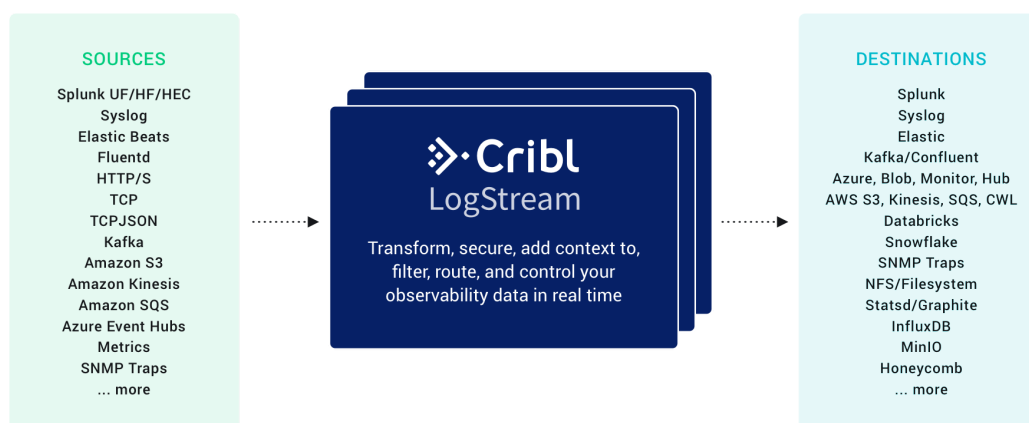 SOURCES
Splunk UF/HF/HEC
Syslog
Elastic Beats
Fluentd
HTTP/S
TCP
TCPJSON
Kafka
Amazon S3
Amazon Kinesis
Amazon SQS
Azure Event Hubs
Metrics
SNMP Traps
... more
Cribl
LogStream
Transform, secure, add context to,
filter, route, and control your
observability data in real time
DESTINATIONS
Splunk
Syslog
Elastic
Kafka/Confluent
Azure, Blob, Monitor, Hub
AWS S3, Kinesis, SQS, CWL
Databricks
Snowflake
SNMP Traps
NFS/Filesystem
Statsd/Graphite
InfluxDB
MinIO
Honeycomb
... more